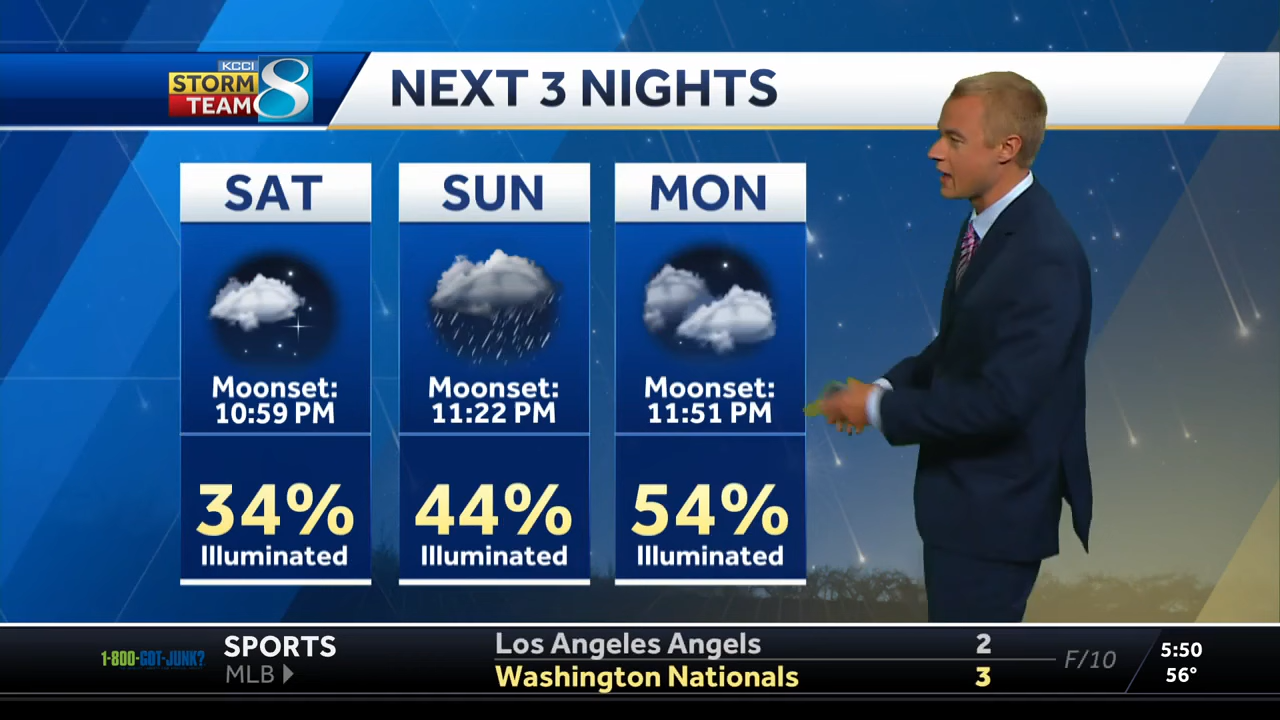 KCCI
STORM
TEAM 8
NEXT 3 NIGHTS
SAT
Moonset:
10:59 PM
34%
Illuminated
SUN
Moonset:
11:22 PM
44%
Illuminated
MON
Moonset:
11:51 PM
54%
Illuminated
1-800-GOT-JUNK?
SPORTS
MLB
Los Angeles Angels 2
Washington Nationals 3
F/10
5:50
56°